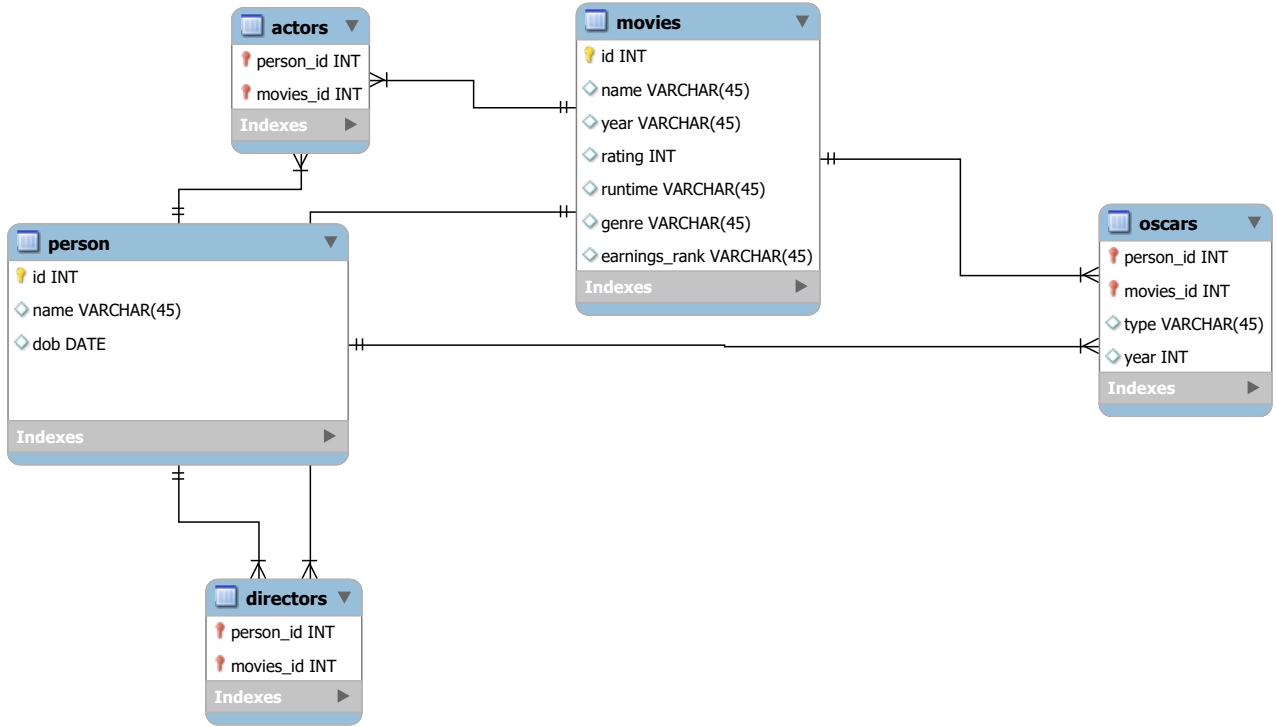 actors
person_id INT
movies_id INT
Indexes
movies
id INT
name VARCHAR(45)
year VARCHAR(45)
rating INT
runtime VARCHAR(45)
genre VARCHAR(45)
earnings_rank VARCHAR(45)
Indexes
person
id INT
name VARCHAR(45)
dob DATE
Indexes
oscars
person_id INT
movies_id INT
type VARCHAR(45)
year INT
Indexes
directors
person_id INT
movies_id INT
Indexes